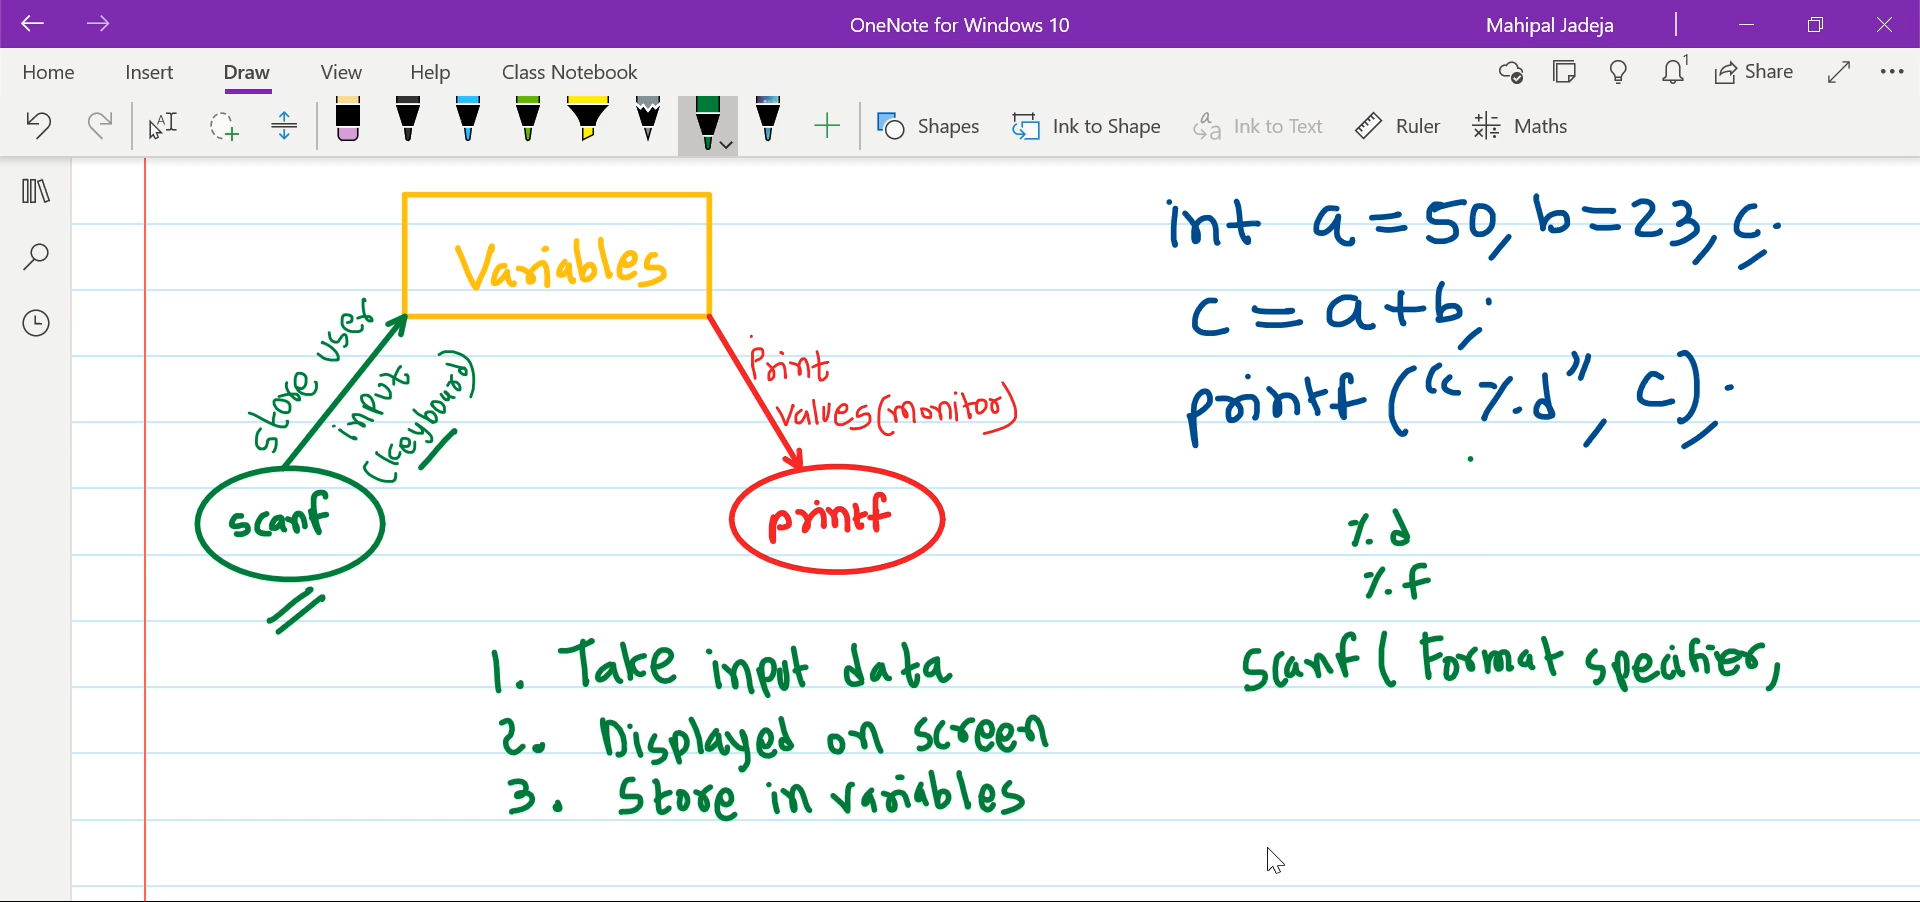 OneNote for Windows 10
Mahipal Jadeja
Home Insert Draw View Help Class Notebook
1 Share
Shapes Ink to Shape Ink to Text Ruler Maths
Variables
store user
input
(keyboard)
scanf
Print
values(monitor)
printf
int a = 50, b = 23, c;
c = a + b;
printf ("%d", c);
%d
%f
1. Take input data
2. Displayed on screen
3. Store in variables
scanf ( Format specifier,